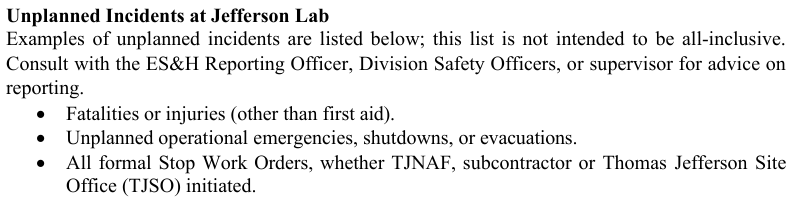 Unplanned Incidents at Jefferson Lab
Examples of unplanned incidents are listed below; this list is not intended to be all-inclusive.
Consult with the ES&H Reporting Officer, Division Safety Officers, or supervisor for advice on
reporting.
• Fatalities or injuries (other than first aid).
• Unplanned operational emergencies, shutdowns, or evacuations.
• All formal Stop Work Orders, whether TJNAF, subcontractor or Thomas Jefferson Site
Office (TJSO) initiated.